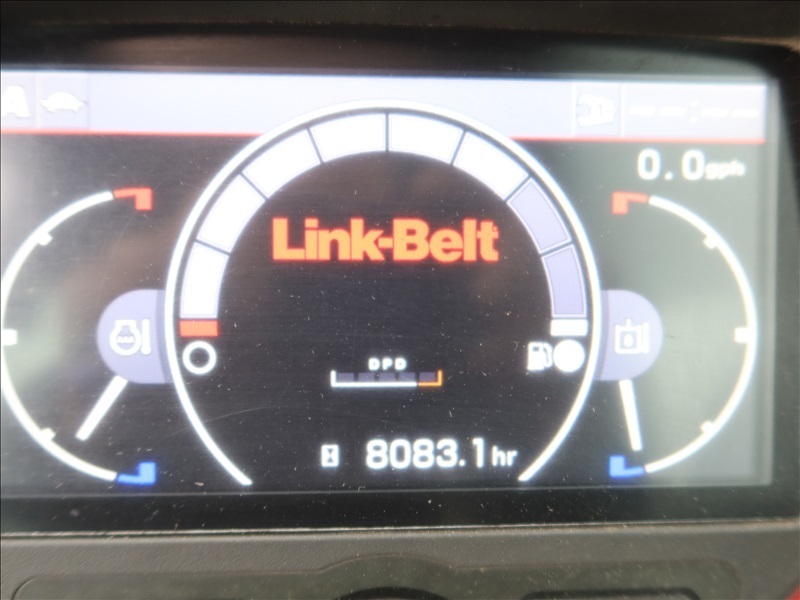 A
0.0gph
Link-Belt
DPD
8083.1hr